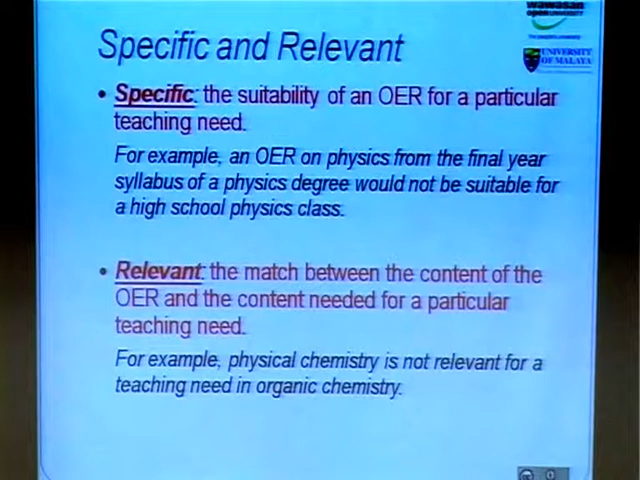 wawasan
open UNIVERSITY
Specific and Relevant
UNIVERSITY
OF MALAYA
• Specific: the suitability of an OER for a particular
teaching need.
For example, an OER on physics from the final year
syllabus of a physics degree would not be suitable for
a high school physics class.
• Relevant: the match between the content of the
OER and the content needed for a particular
teaching need.
For example, physical chemistry is not relevant for a
teaching need in organic chemistry.